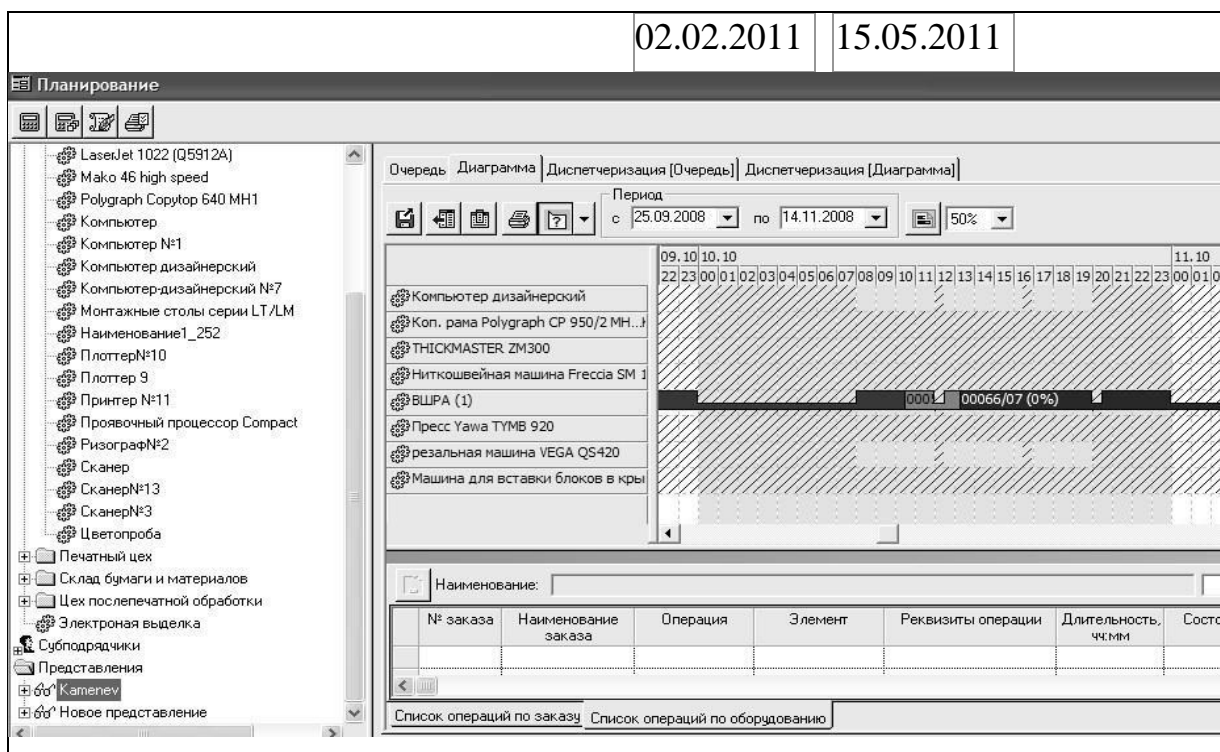 02.02.2011 15.05.2011
Планирование
LaserJet 1022 (Q5912A)
Mako 46 high speed
Polygraph Copytop 640 MH1
Компьютер
Компьютер №1
Компьютер дизайнерский
Компьютер-дизайнерский №7
Монтажные столы серии LT/LM
Наименование1_252
Плоттер№10
Плоттер 9
Принтер №11
Проявочный процессор Compact
Ризограф№2
Сканер
Сканер№13
Сканер№3
Цветопроба
Печатный цех
Склад бумаги и материалов
Цех послепечатной обработки
Электроная выделка
Субподрядчики
Представления
Kamenev
Новое представление
Очередь Диаграмма Диспетчеризация [Очередь] Диспетчеризация [Диаграмма]
Период
с 25.09.2008 по 14.11.2008 50%
09.10 10.10 11.10
22 23 00 01 02 03 04 05 06 07 08 09 10 11 12 13 14 15 16 17 18 19 20 21 22 23 00 01 0
Компьютер дизайнерский
Коп. рама Polygraph CP 950/2 MH...
THICKMASTER ZM300
Ниткошвейная машина Freccia SM 1
ВШРА (1) 000 00066/07 (0%)
Пресс Yawa TYMB 920
резальная машина VEGA QS420
Машина для вставки блоков в кры
Наименование:
№ заказа Наименование заказа Операция Элемент Реквизиты операции Длительность, чч:мм Состо
Список операций по заказу Список операций по оборудованию